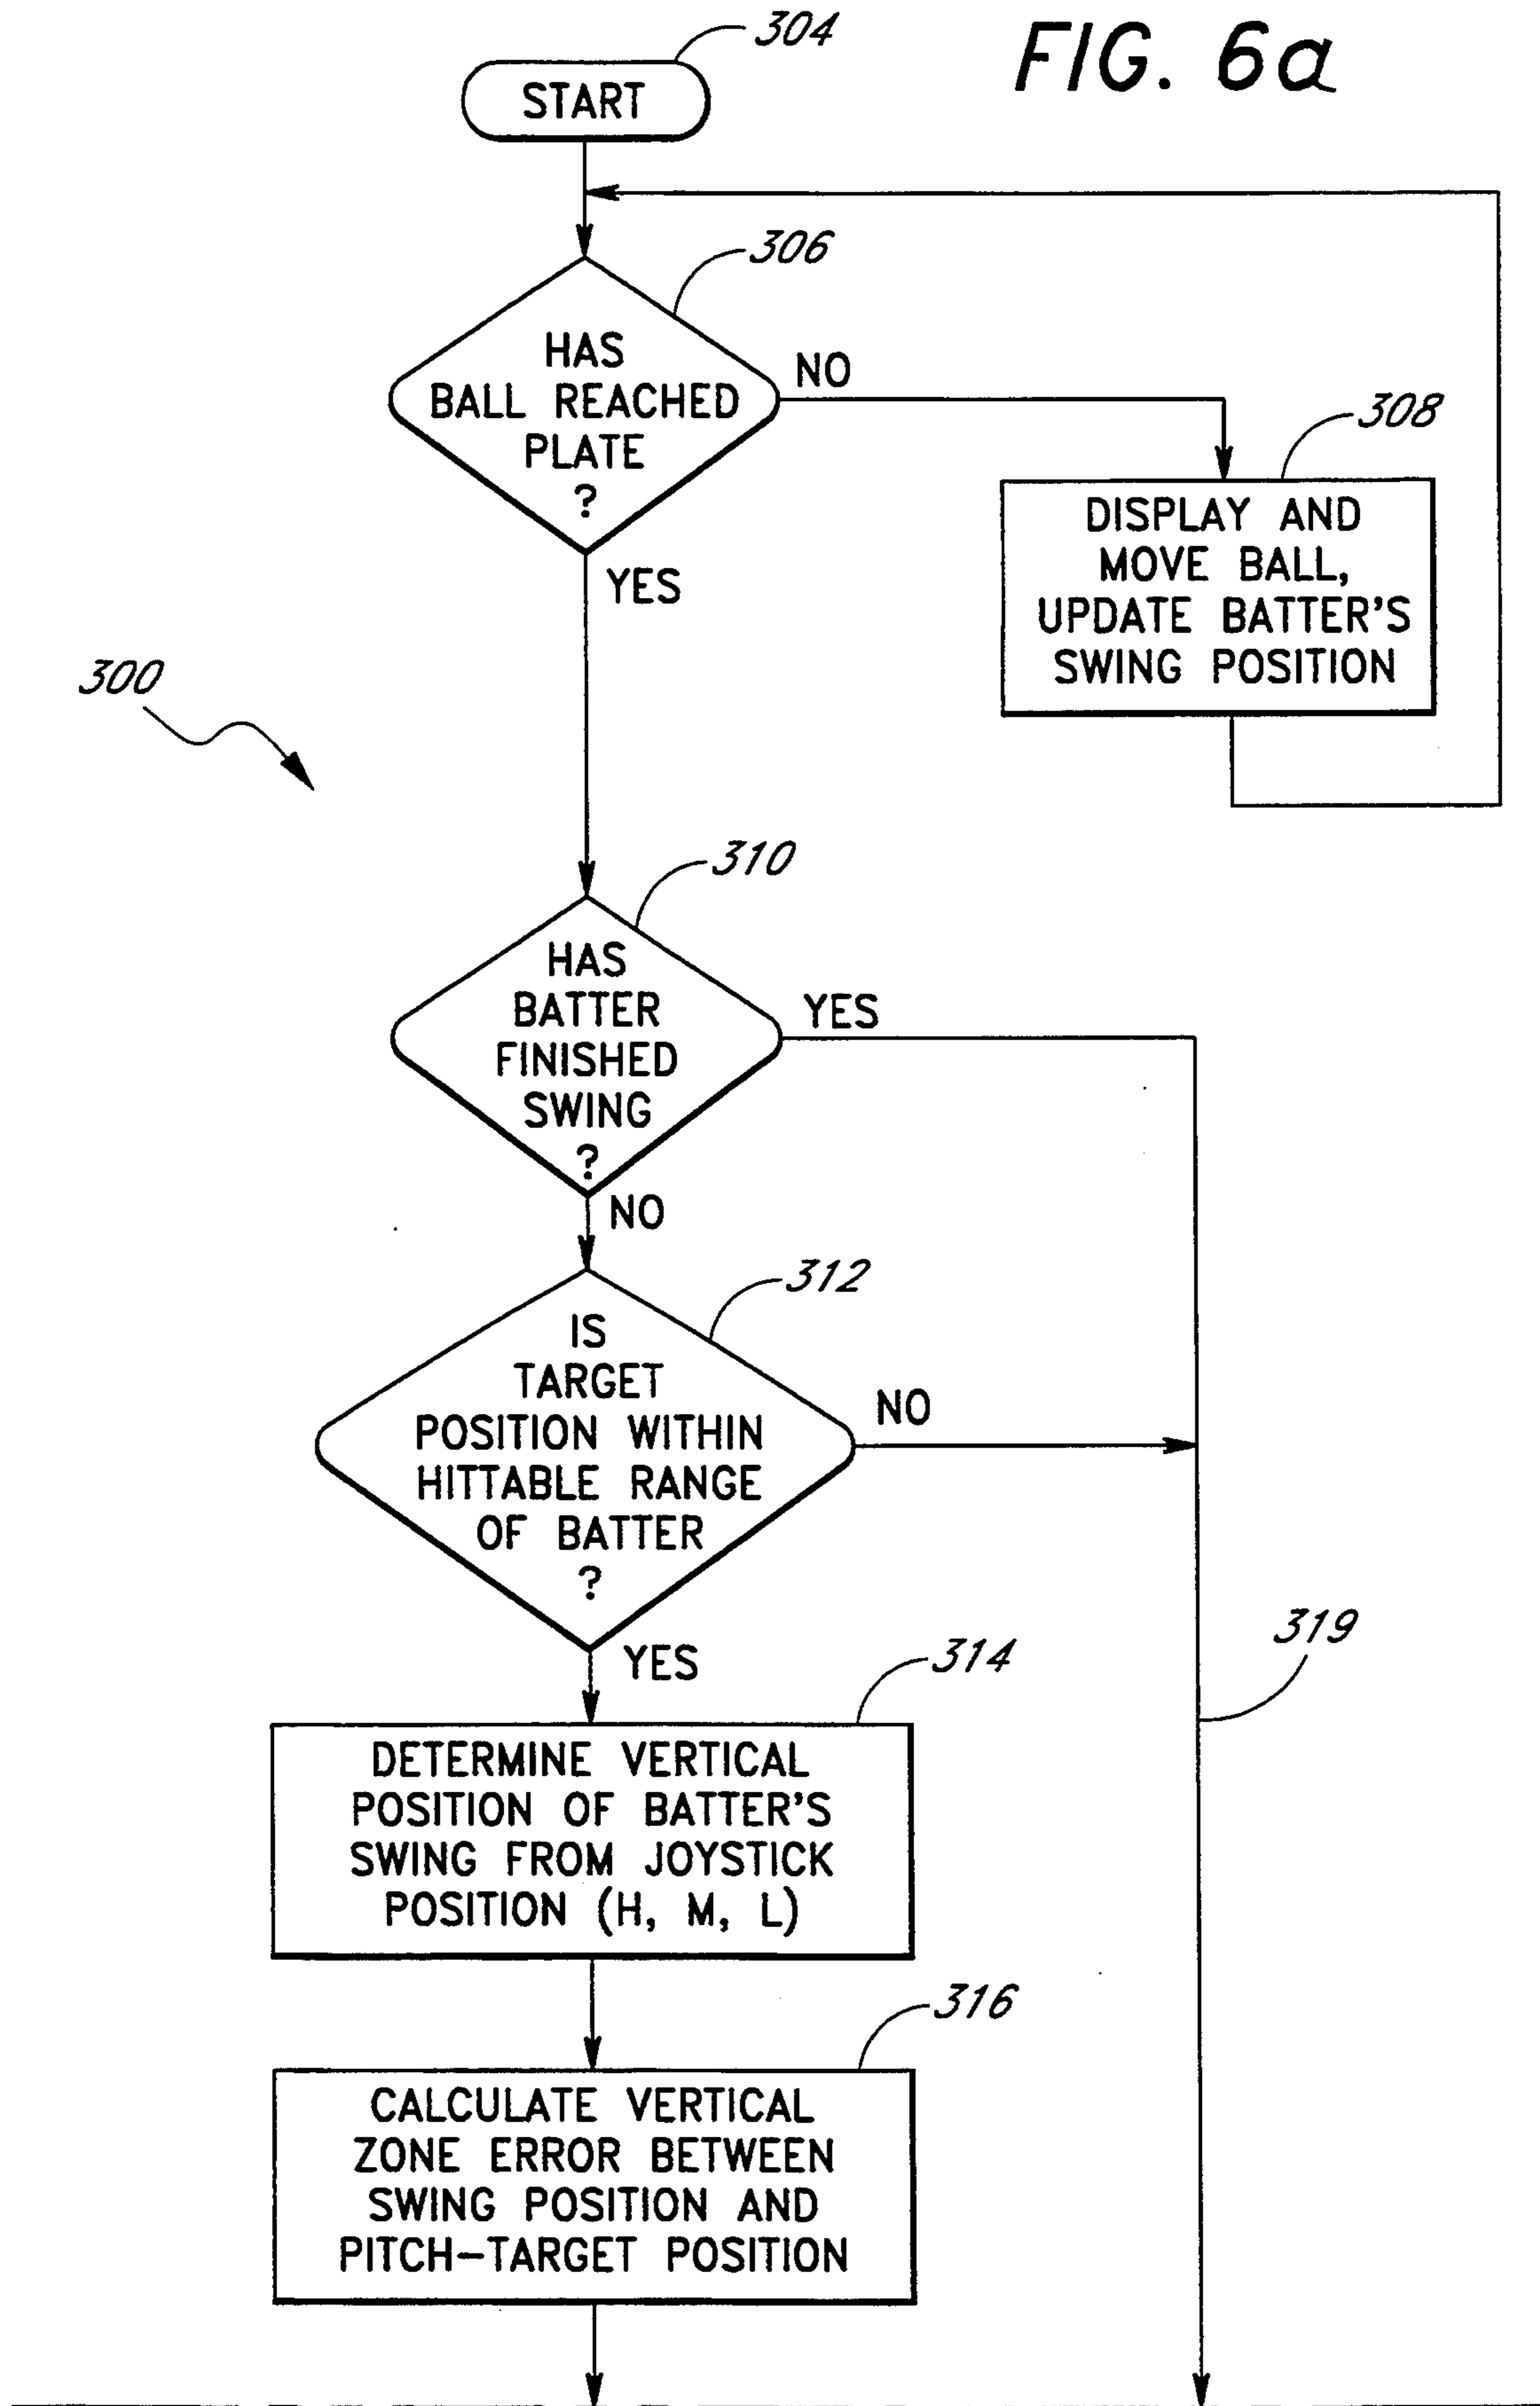 304
FIG. 6a
START
306
HAS
BALL REACHED
PLATE
?
NO
308
DISPLAY AND
MOVE BALL,
UPDATE BATTER'S
SWING POSITION
YES
300
310
HAS
BATTER
FINISHED
SWING
?
YES
NO
312
IS
TARGET
POSITION WITHIN
HITTABLE RANGE
OF BATTER
?
NO
319
YES
314
DETERMINE VERTICAL
POSITION OF BATTER'S
SWING FROM JOYSTICK
POSITION (H, M, L)
316
CALCULATE VERTICAL
ZONE ERROR BETWEEN
SWING POSITION AND
PITCH-TARGET POSITION